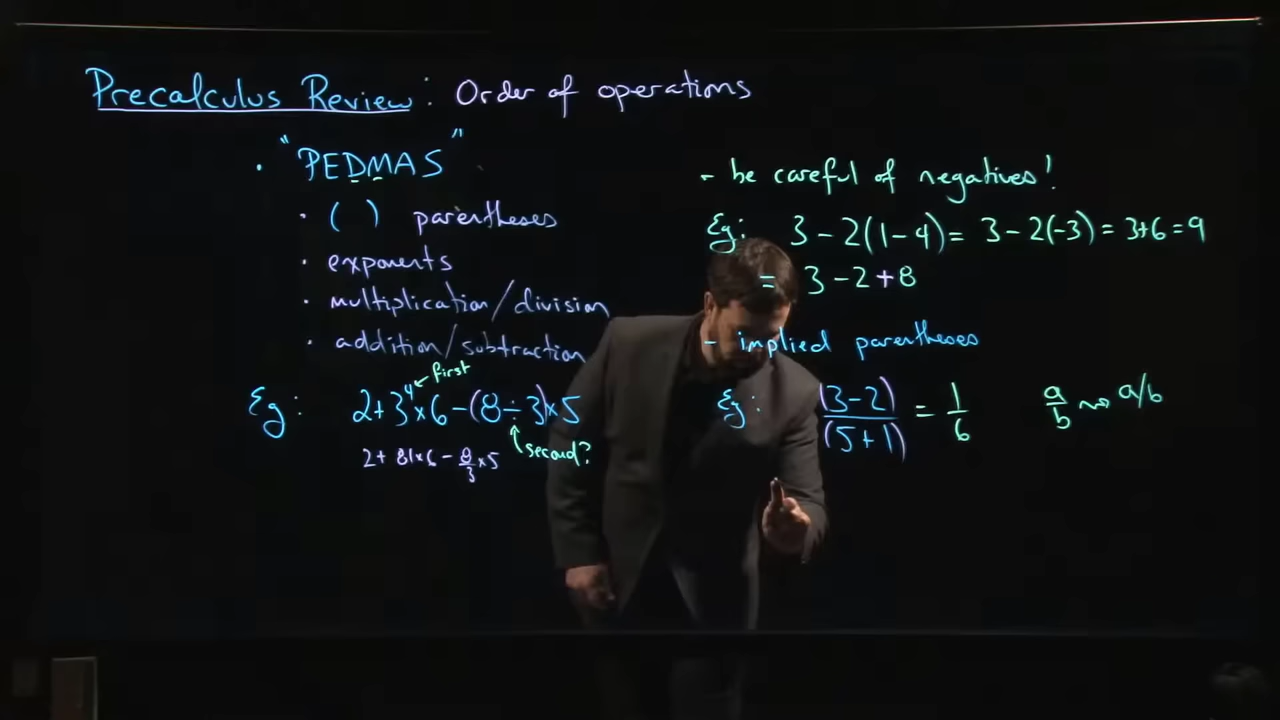 Precalculus Review: Order of operations
· "PEDMAS"
· ( ) parentheses
· exponents
· multiplication/division
· addition/subtraction
Eg: 2+3⁴×6-(8÷3)×5
← first
↑ second?
2+81×6-8/3×5
- be careful of negatives!
Eg: 3-2(1-4)= 3-2(-3)= 3+6=9
= 3-2+8
- implied parentheses
Eg: (3-2)/(5+1) = 1/6
a/b ⇝ a/b